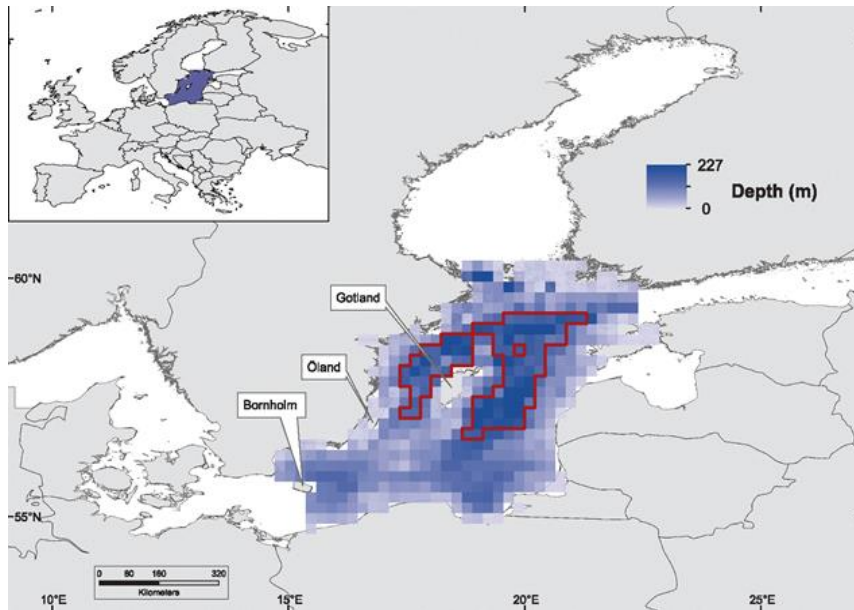 227
Depth (m)
0
60°N
Gotland
Öland
Bornholm
55°N
0 80 160 320
Kilometers
10°E 15°E 20°E 25°E